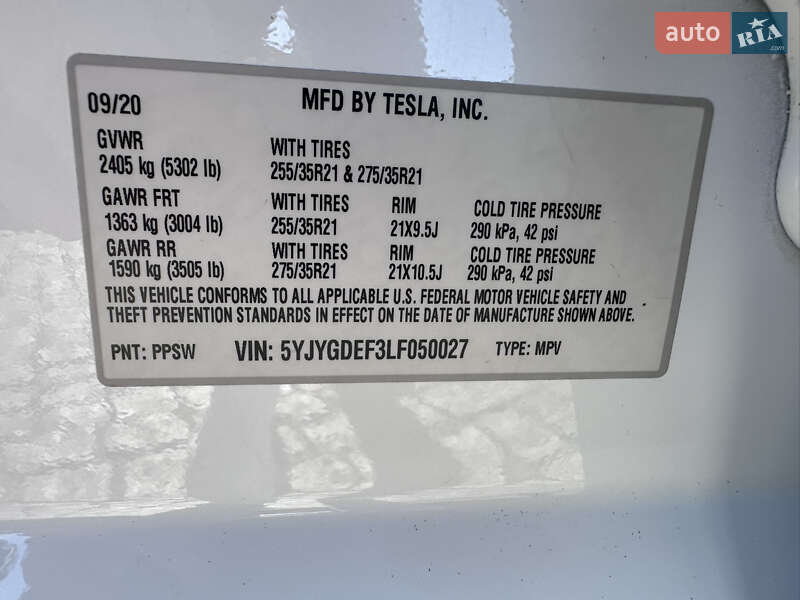 auto RIA
09/20 MFD BY TESLA, INC.
GVWR WITH TIRES
2405 kg (5302 lb) 255/35R21 & 275/35R21
GAWR FRT WITH TIRES RIM COLD TIRE PRESSURE
1363 kg (3004 lb) 255/35R21 21X9.5J 290 kPa, 42 psi
GAWR RR WITH TIRES RIM COLD TIRE PRESSURE
1590 kg (3505 lb) 275/35R21 21X10.5J 290 kPa, 42 psi
THIS VEHICLE CONFORMS TO ALL APPLICABLE U.S. FEDERAL MOTOR VEHICLE SAFETY AND
THEFT PREVENTION STANDARDS IN EFFECT ON THE DATE OF MANUFACTURE SHOWN ABOVE.
PNT: PPSW VIN: 5YJYGDEF3LF050027 TYPE: MPV